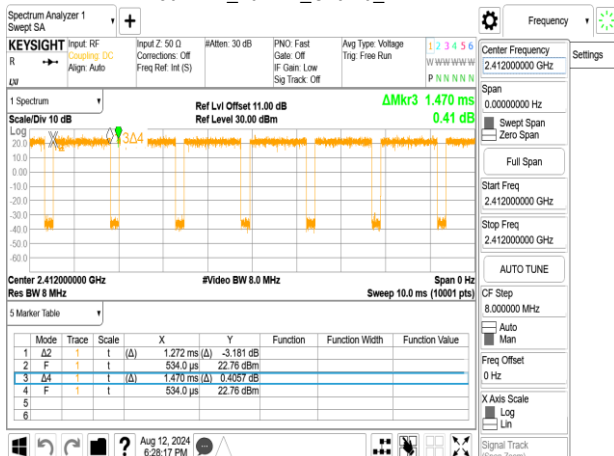 Spectrum Analyzer 1
Swept SA
+
Frequency
KEYSIGHT
Input: RF
Coupling: DC
Align: Auto
Input Z: 50 Ω
Corrections: Off
Freq Ref: Int (S)
#Atten: 30 dB
PNO: Fast
Gate: Off
IF Gain: Low
Sig Track: Off
Avg Type: Voltage
Trig: Free Run
1 2 3 4 5 6
W W W W W W
P N N N N N
R
LXI
Center Frequency
2.412000000 GHz
Settings
Span
0.00000000 Hz
Swept Span
Zero Span
Full Span
Start Freq
2.412000000 GHz
Stop Freq
2.412000000 GHz
AUTO TUNE
CF Step
8.000000 MHz
Auto
Man
Freq Offset
0 Hz
X Axis Scale
Log
Lin
Signal Track
(Span Zoom)
1 Spectrum
Scale/Div 10 dB
Ref Lvl Offset 11.00 dB
Ref Level 30.00 dBm
ΔMkr3 1.470 ms
0.41 dB
Log
3Δ4
20.0
10.0
0.00
-10.0
-20.0
-30.0
-40.0
-50.0
-60.0
Center 2.412000000 GHz
Res BW 8 MHz
#Video BW 8.0 MHz
Span 0 Hz
Sweep 10.0 ms (10001 pts)
5 Marker Table
Mode Trace Scale X Y Function Function Width Function Value
1 Δ2 1 t (Δ) 1.272 ms (Δ) -3.181 dB
2 F 1 t 534.0 µs 22.76 dBm
3 Δ4 1 t (Δ) 1.470 ms (Δ) 0.4057 dB
4 F 1 t 534.0 µs 22.76 dBm
5
6
?
Aug 12, 2024
6:28:17 PM